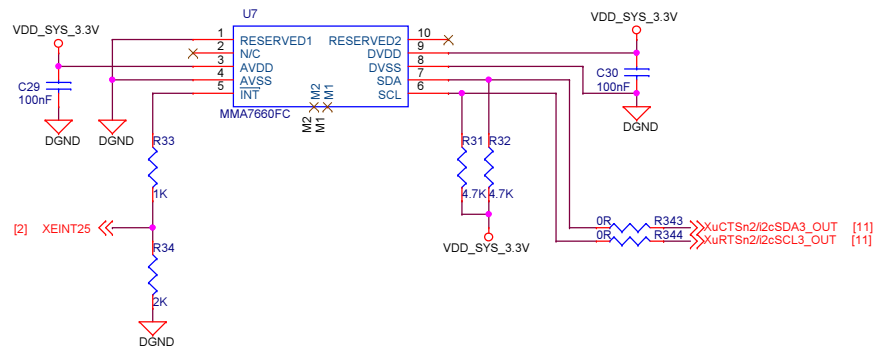 U7
VDD_SYS_3.3V
VDD_SYS_3.3V
1
RESERVED1
RESERVED2
10
2
N/C
DVDD
9
3
AVDD
DVSS
8
4
AVSS
SDA
7
5
INT
SCL
6
M2
M1
MMA7660FC
M2
M1
C29
100nF
C30
100nF
DGND
DGND
DGND
R33
1K
R31
R32
4.7K
4.7K
[2] XEINT25
R34
2K
DGND
VDD_SYS_3.3V
0R
R343
XuCTSn2/i2cSDA3_OUT [11]
0R
R344
XuRTSn2/i2cSCL3_OUT [11]